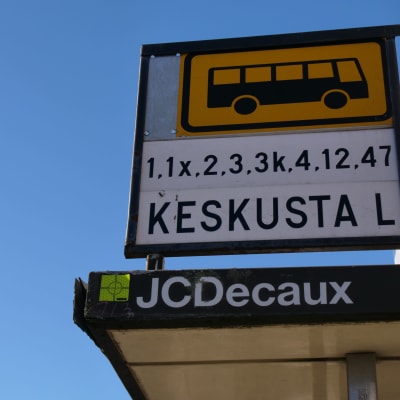 1,1x,2,3,3k,4,12,47
KESKUSTA L
JCDecaux